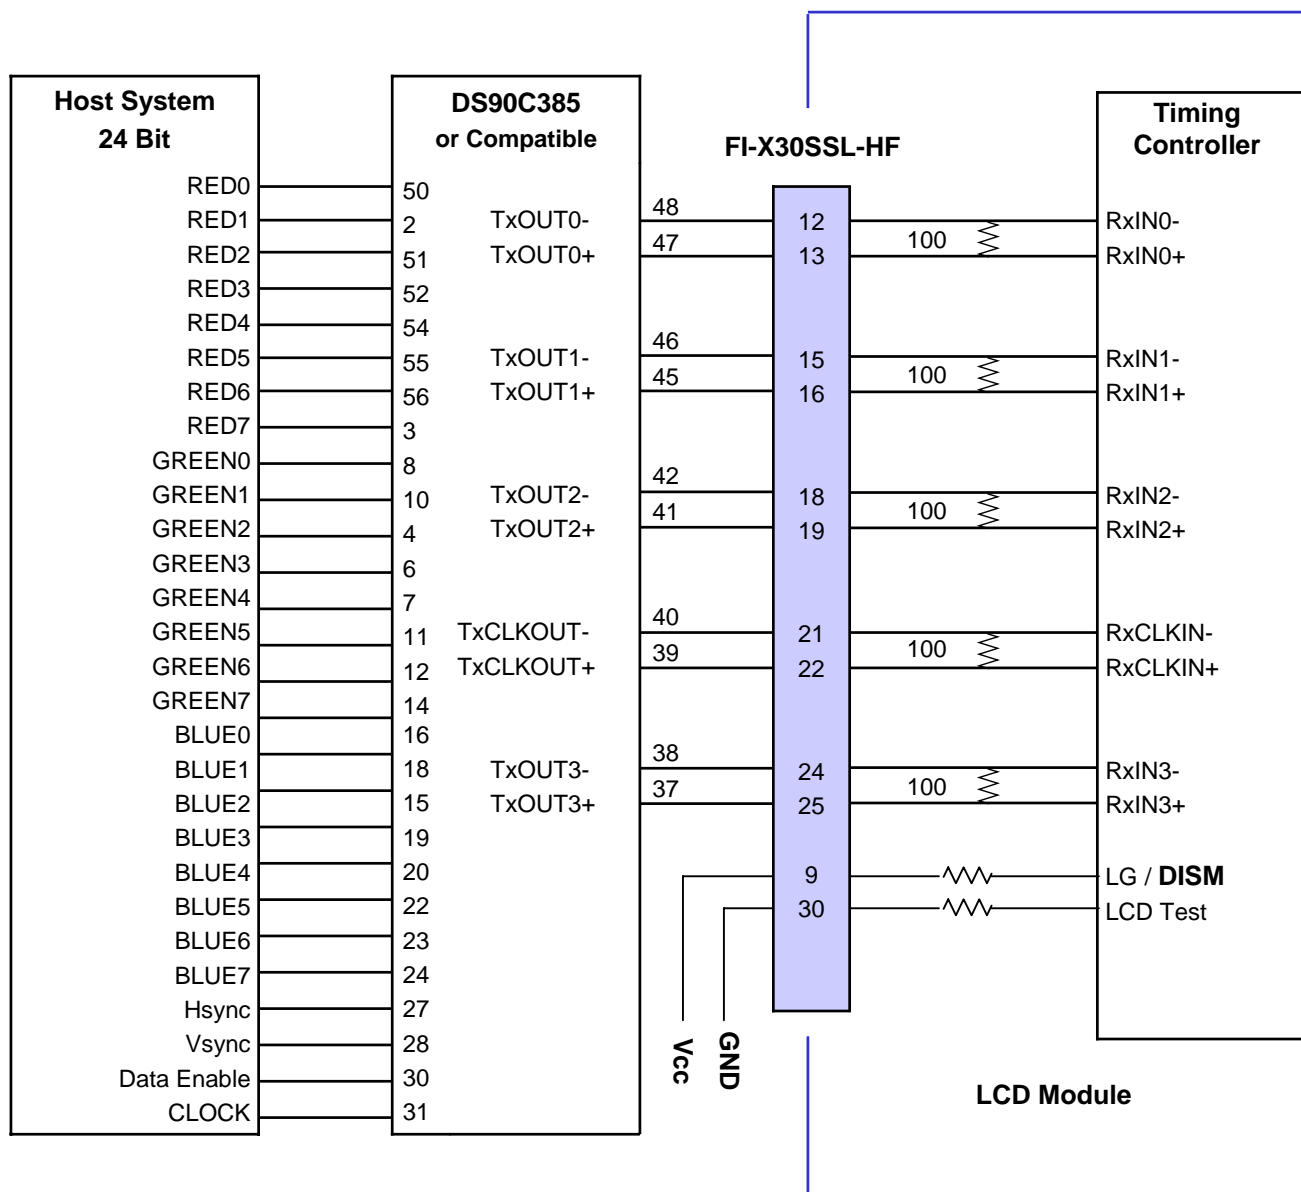 Host System
24 Bit
RED0
RED1
RED2
RED3
RED4
RED5
RED6
RED7
GREEN0
GREEN1
GREEN2
GREEN3
GREEN4
GREEN5
GREEN6
GREEN7
BLUE0
BLUE1
BLUE2
BLUE3
BLUE4
BLUE5
BLUE6
BLUE7
Hsync
Vsync
Data Enable
CLOCK
DS90C385
or Compatible
50
2
51
52
54
55
56
3
8
10
4
6
7
11
12
14
16
18
15
19
20
22
23
24
27
28
30
31
TxOUT0-
TxOUT0+
TxOUT1-
TxOUT1+
TxOUT2-
TxOUT2+
TxCLKOUT-
TxCLKOUT+
TxOUT3-
TxOUT3+
48
47
46
45
42
41
40
39
38
37
Vcc
GND
FI-X30SSL-HF
12
13
15
16
18
19
21
22
24
25
9
30
100
100
100
100
100
Timing
Controller
RxIN0-
RxIN0+
RxIN1-
RxIN1+
RxIN2-
RxIN2+
RxCLKIN-
RxCLKIN+
RxIN3-
RxIN3+
LG / DISM
LCD Test
LCD Module